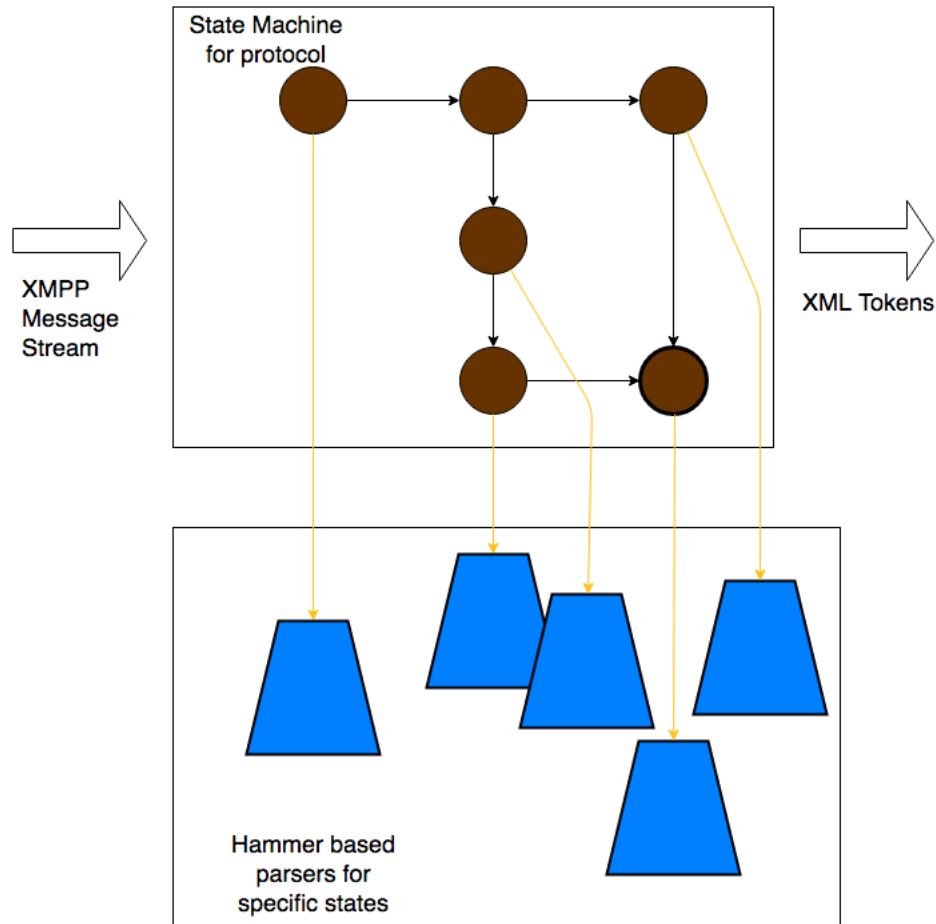 State Machine
for protocol
XMPP
Message
Stream
XML Tokens
Hammer based
parsers for
specific states